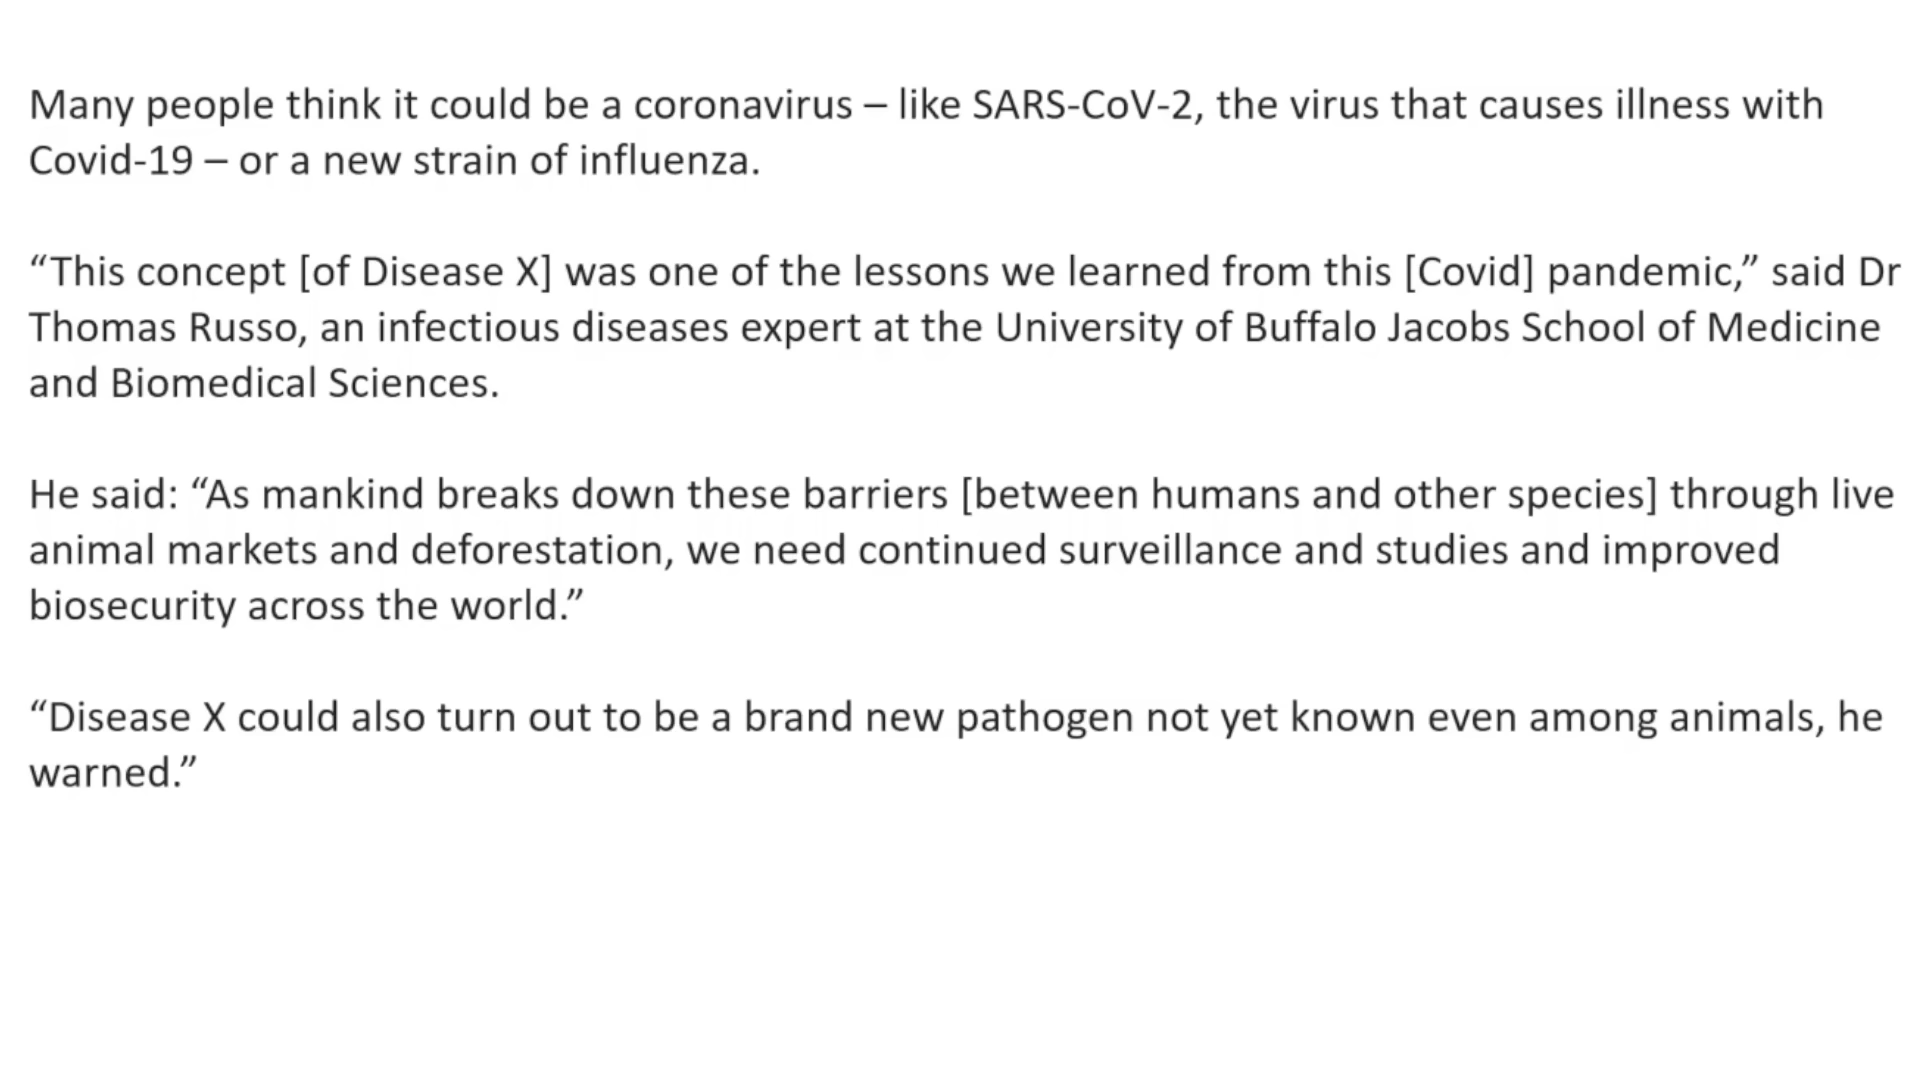 Many people think it could be a coronavirus – like SARS-CoV-2, the virus that causes illness with
Covid-19 – or a new strain of influenza.
“This concept [of Disease X] was one of the lessons we learned from this [Covid] pandemic,” said Dr
Thomas Russo, an infectious diseases expert at the University of Buffalo Jacobs School of Medicine
and Biomedical Sciences.
He said: “As mankind breaks down these barriers [between humans and other species] through live
animal markets and deforestation, we need continued surveillance and studies and improved
biosecurity across the world.”
“Disease X could also turn out to be a brand new pathogen not yet known even among animals, he
warned.”